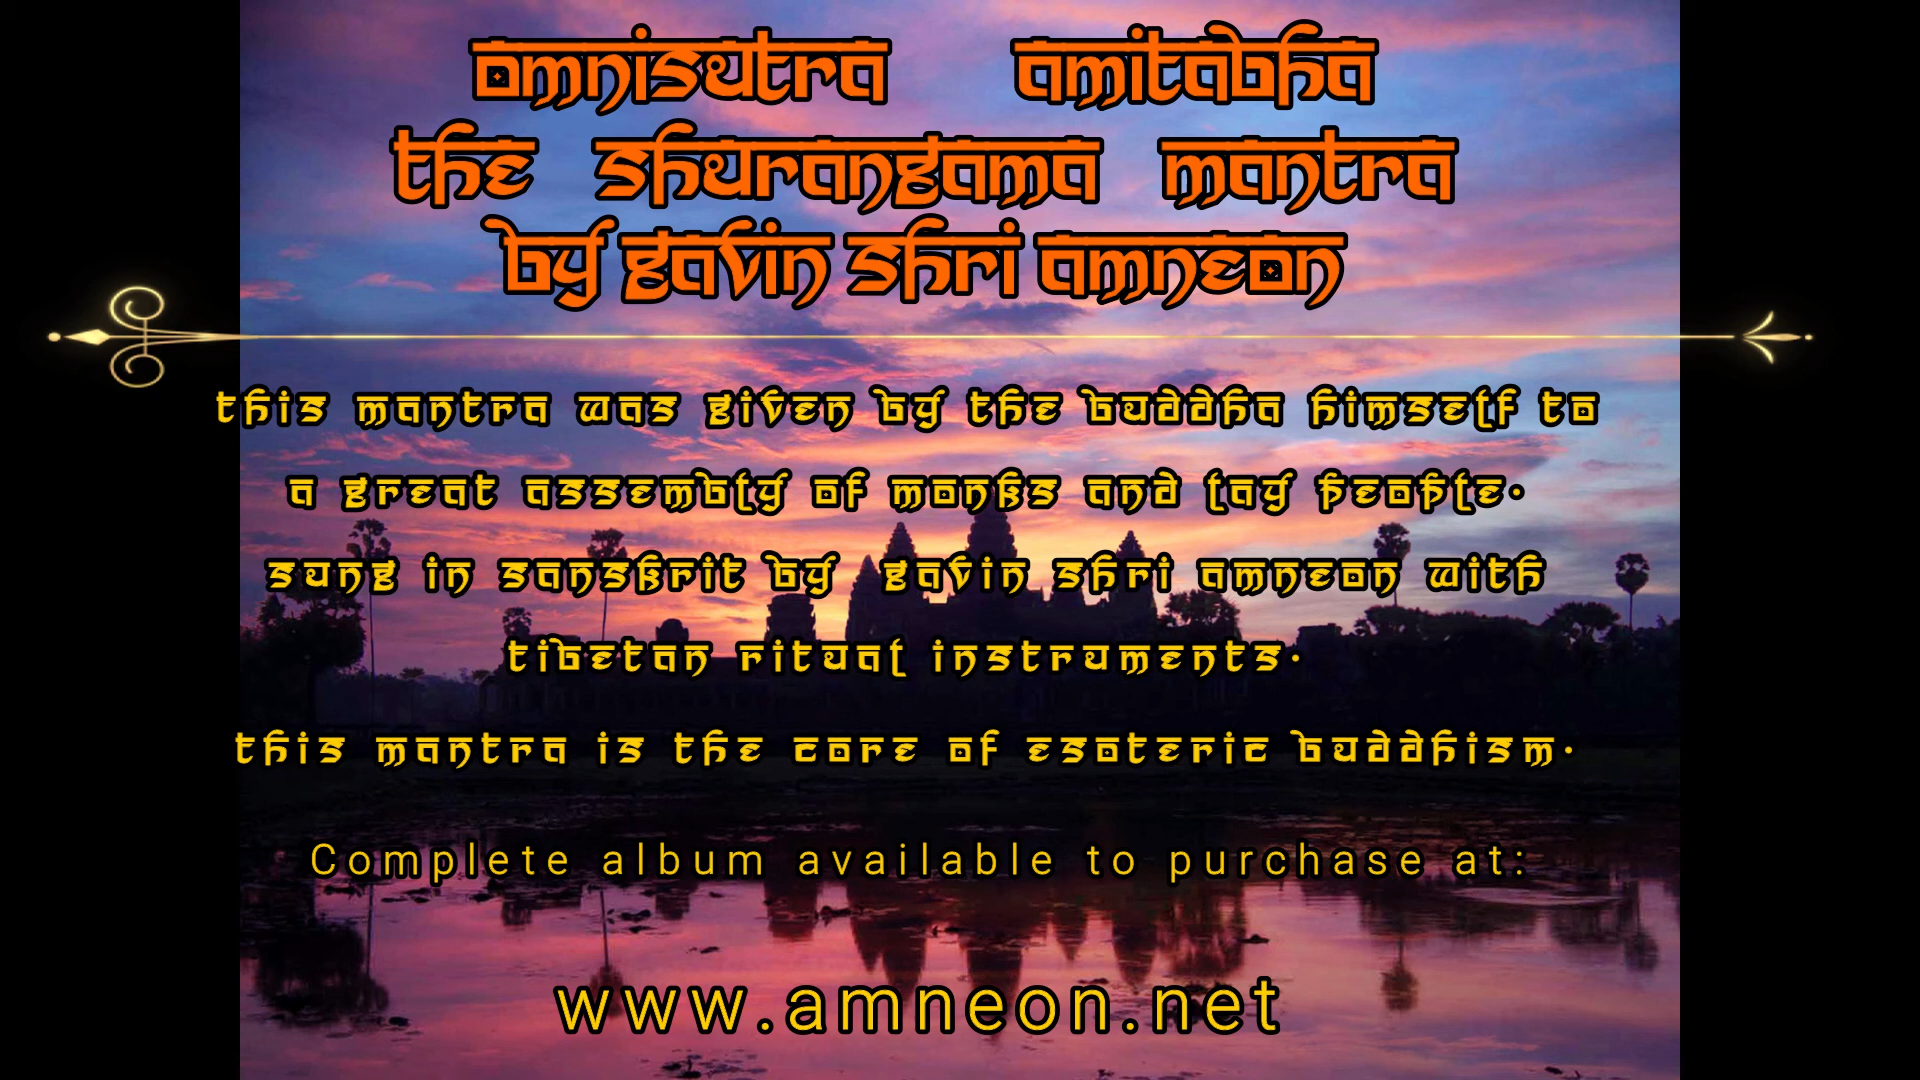 omnisutra amitabha
the shurangama mantra
by gavin shri amneon
this mantra was given by the buddha himself to
a great assembly of monks and lay people.
sung in sanskrit by gavin shri amneon with
tibetan ritual instruments.
this mantra is the core of esoteric buddhism.
Complete album available to purchase at:
www.amneon.net